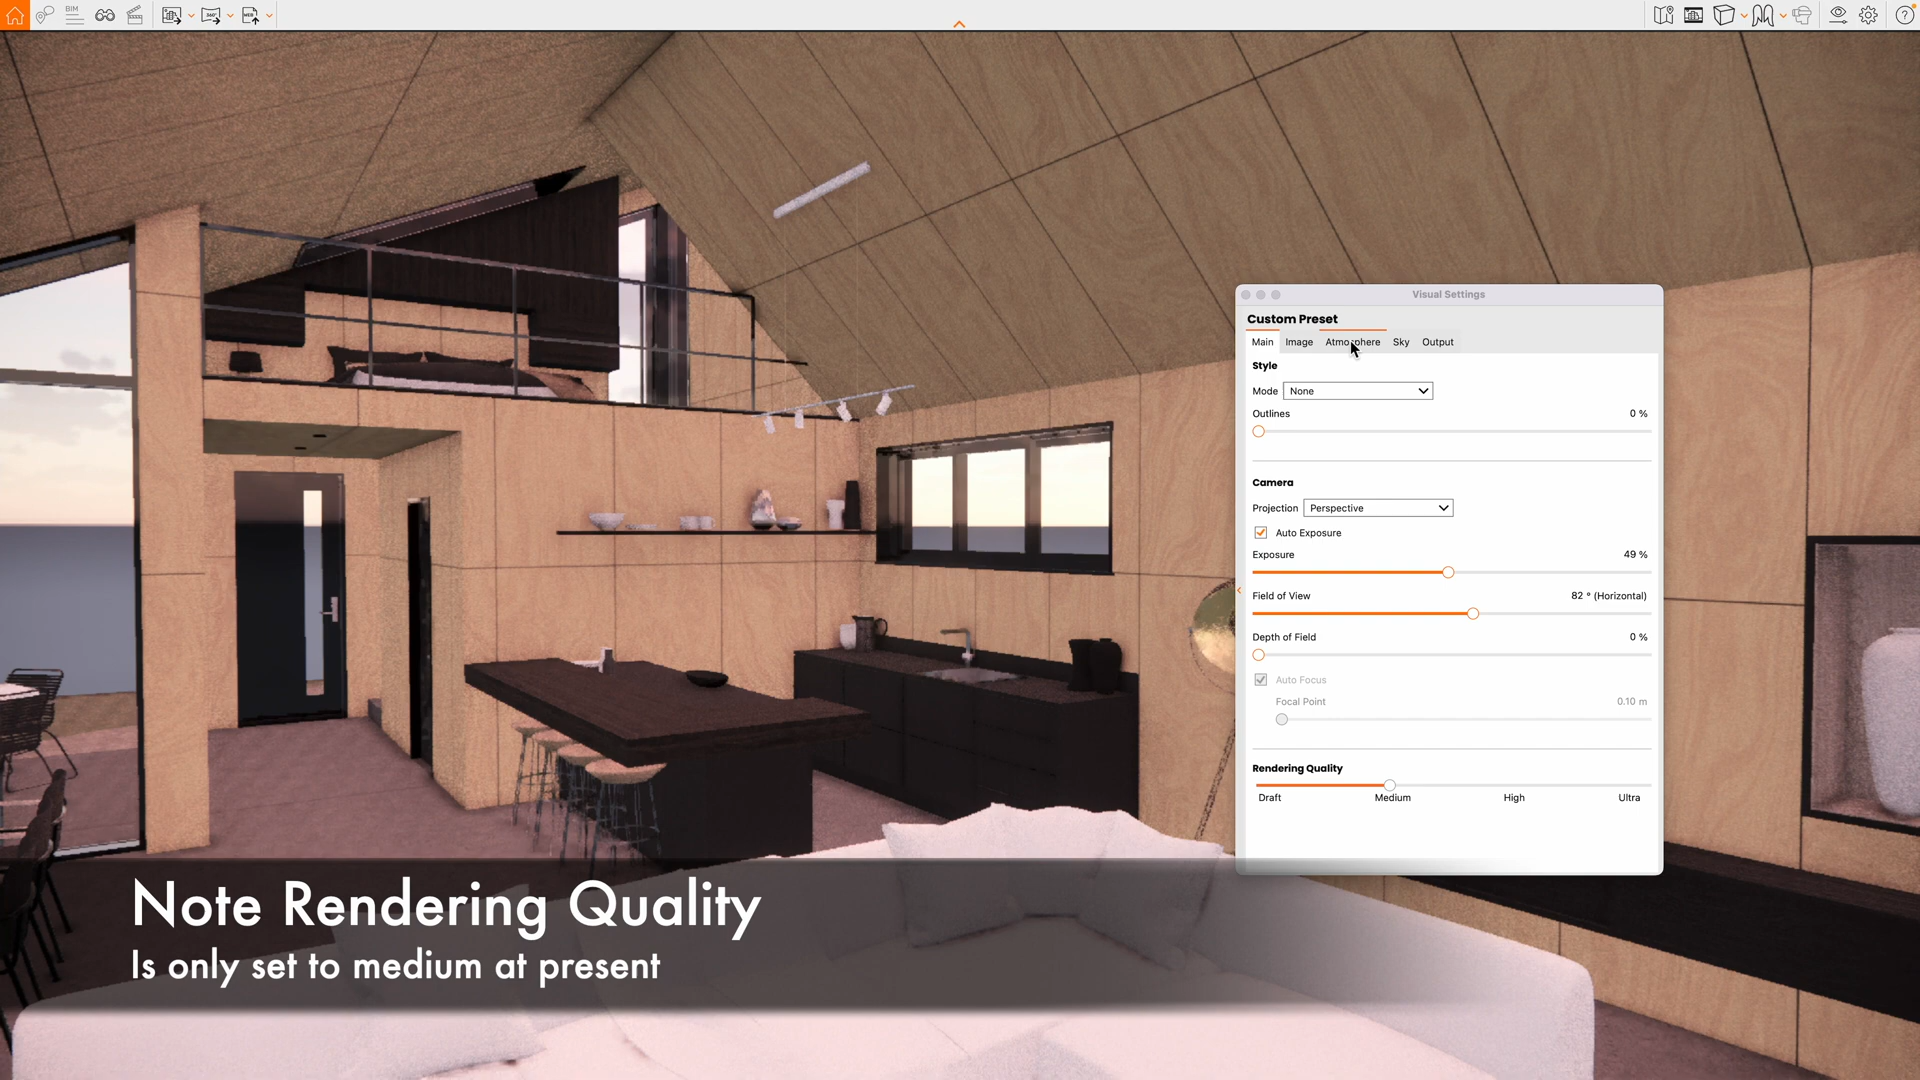 BIM
360°
WEB
?
Visual Settings
Custom Preset
Main Image Atmosphere Sky Output
Style
Mode None
Outlines 0 %
Camera
Projection Perspective
Auto Exposure
Exposure 49 %
Field of View 82 ° (Horizontal)
Depth of Field 0 %
Auto Focus
Focal Point 0.10 m
Rendering Quality
Draft Medium High Ultra
Note Rendering Quality
Is only set to medium at present